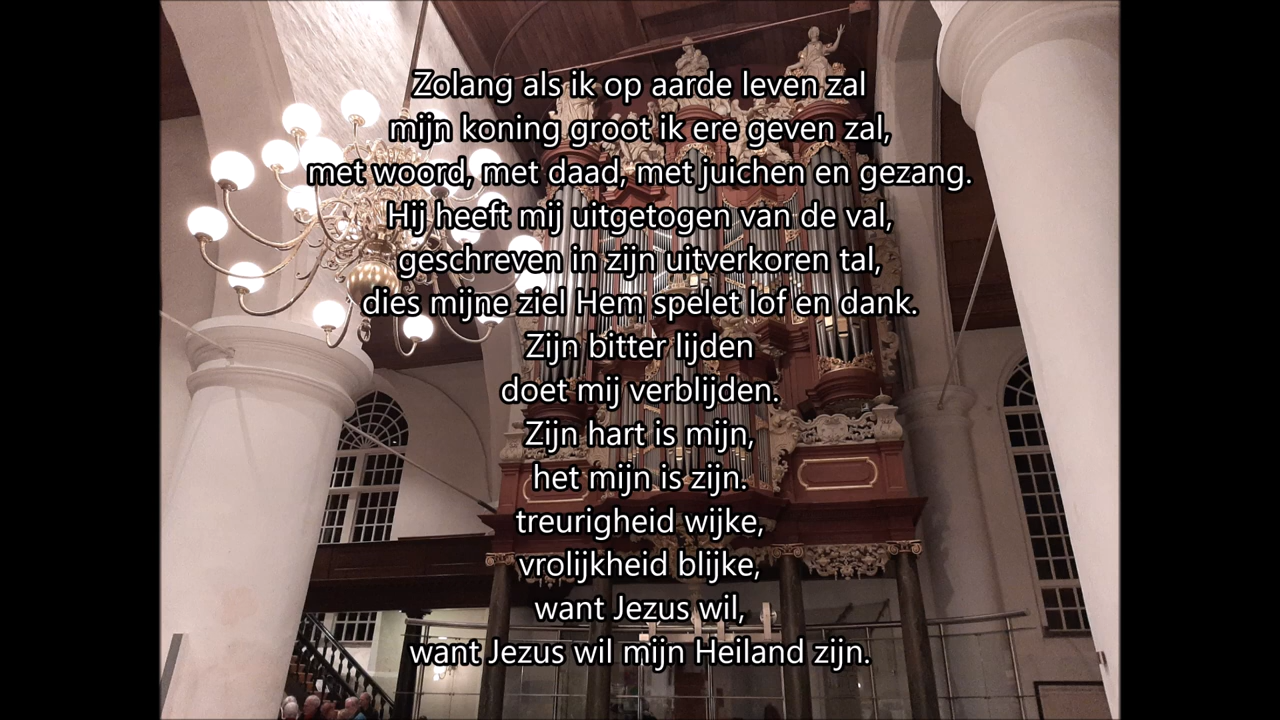 Zolang als ik op aarde leven zal
mijn koning groot ik ere geven zal,
met woord, met daad, met juichen en gezang.
Hij heeft mij uitgetogen van de val,
geschreven in zijn uitverkoren tal,
dies mijne ziel Hem spelet lof en dank.
Zijn bitter lijden
doet mij verblijden.
Zijn hart is mijn,
het mijn is zijn.
treurigheid wijke,
vrolijkheid blijke,
want Jezus wil,
want Jezus wil mijn Heiland zijn.